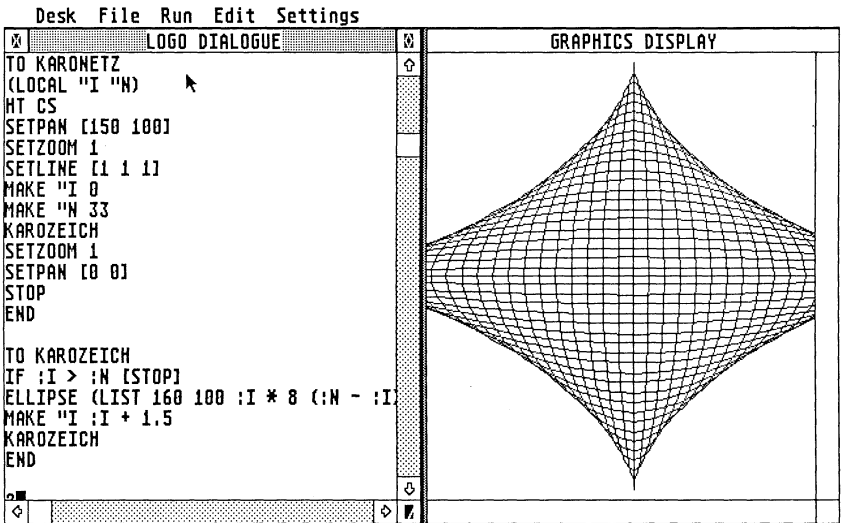 Desk File Run Edit Settings
LOGO DIALOGUE
TO KARONETZ
(LOCAL "I "N)
HT CS
SETPAN [150 100]
SETZOOM 1
SETLINE [1 1 1]
MAKE "I 0
MAKE "N 33
KAROZEICH
SETZOOM 1
SETPAN [0 0]
STOP
END
TO KAROZEICH
IF :I > :N [STOP]
ELLIPSE (LIST 160 100 :I * 8 (:N - :I)
MAKE "I :I + 1.5
KAROZEICH
END
?
GRAPHICS DISPLAY